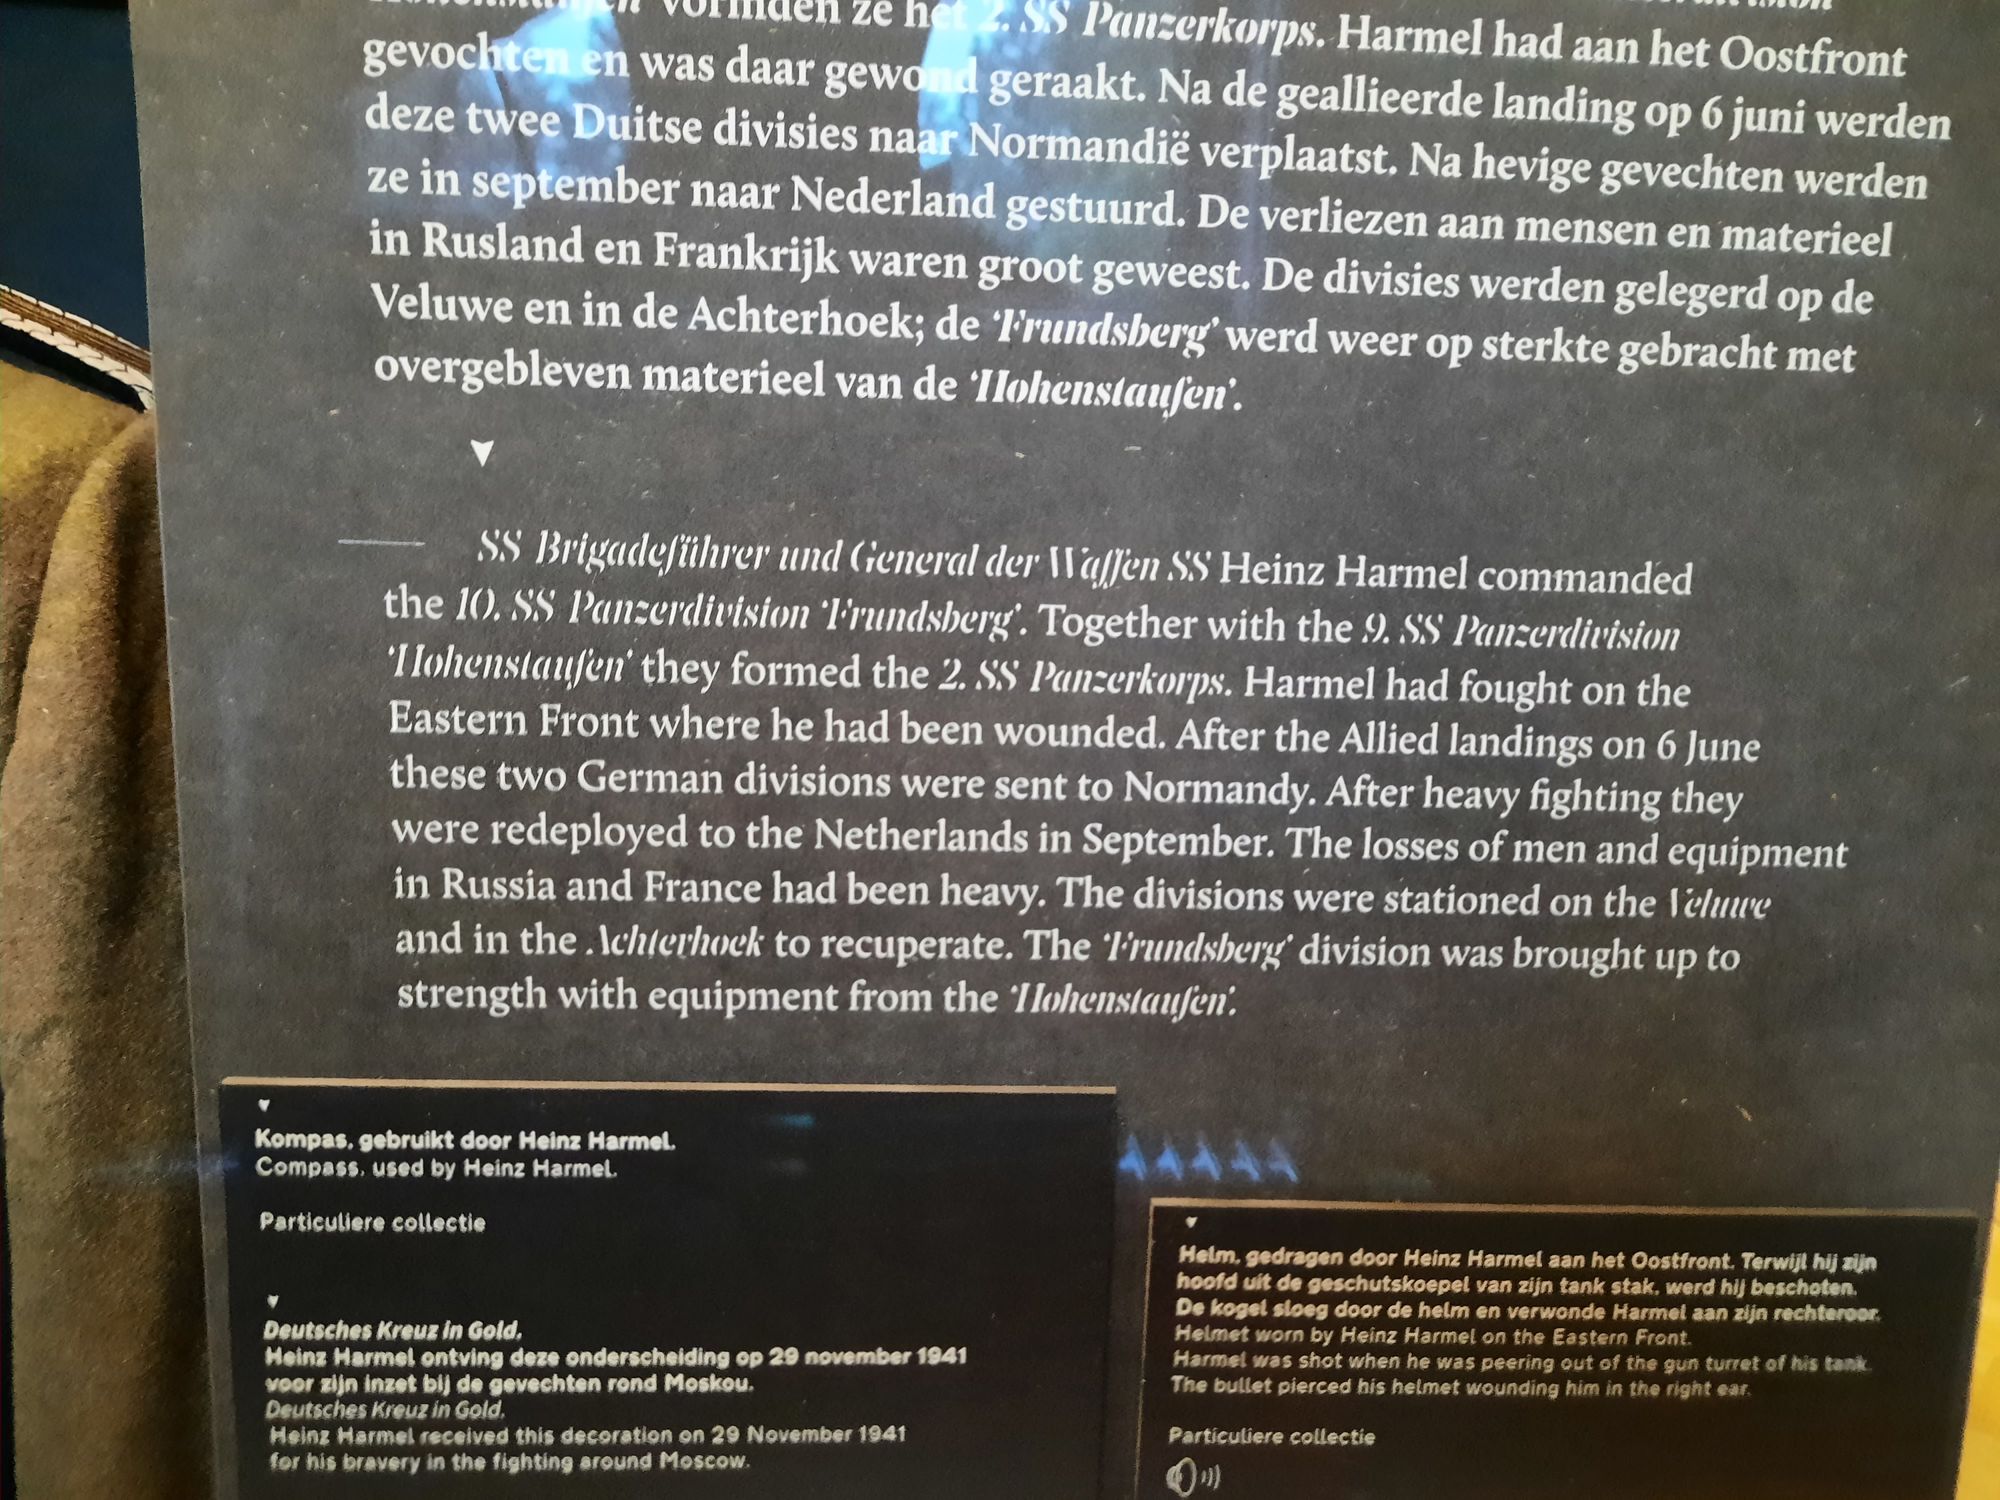 vormden ze het 2. SS Panzerkorps. Harmel had aan het Oostfront
gevochten en was daar gewond geraakt. Na de geallieerde landing op 6 juni werden
deze twee Duitse divisies naar Normandië verplaatst. Na hevige gevechten werden
ze in september naar Nederland gestuurd. De verliezen aan mensen en materieel
in Rusland en Frankrijk waren groot geweest. De divisies werden gelegerd op de
Veluwe en in de Achterhoek; de 'Frundsberg' werd weer op sterkte gebracht met
overgebleven materieel van de 'Hohenstaufen'.
SS Brigadeführer und General der Waffen SS Heinz Harmel commanded
the 10. SS Panzerdivision 'Frundsberg'. Together with the 9. SS Panzerdivision
'Hohenstaufen' they formed the 2. SS Panzerkorps. Harmel had fought on the
Eastern Front where he had been wounded. After the Allied landings on 6 June
these two German divisions were sent to Normandy. After heavy fighting they
were redeployed to the Netherlands in September. The losses of men and equipment
in Russia and France had been heavy. The divisions were stationed on the Veluwe
and in the Achterhoek to recuperate. The 'Frundsberg' division was brought up to
strength with equipment from the 'Hohenstaufen'.
Kompas, gebruikt door Heinz Harmel.
Compass, used by Heinz Harmel.
Particuliere collectie
Deutsches Kreuz in Gold.
Heinz Harmel ontving deze onderscheiding op 29 november 1941
voor zijn inzet bij de gevechten rond Moskou.
Deutsches Kreuz in Gold.
Heinz Harmel received this decoration on 29 November 1941
for his bravery in the fighting around Moscow.
Helm, gedragen door Heinz Harmel aan het Oostfront. Terwijl hij zijn
hoofd uit de geschutskoepel van zijn tank stak, werd hij beschoten.
De kogel sloeg door de helm en verwonde Harmel aan zijn rechteroor.
Helmet worn by Heinz Harmel on the Eastern Front.
Harmel was shot when he was peering out of the gun turret of his tank.
The bullet pierced his helmet wounding him in the right ear.
Particuliere collectie